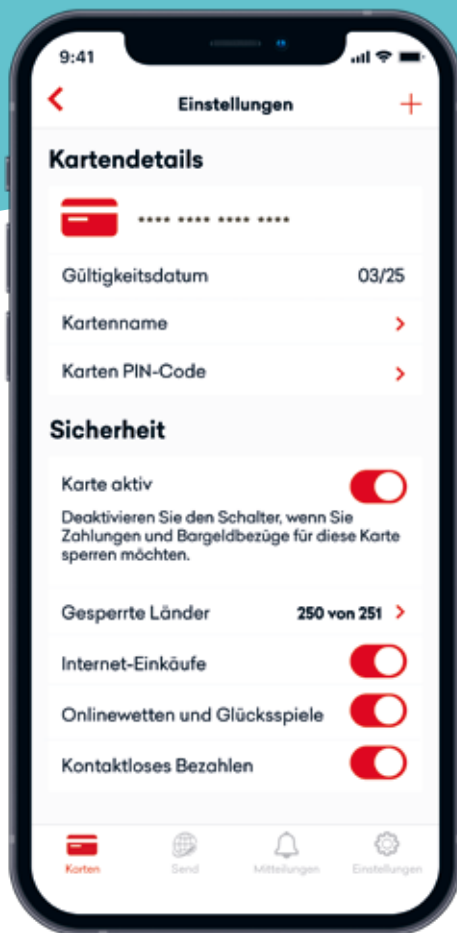 9:41
Einstellungen
Kartendetails
**** **** **** ****
Gültigkeitsdatum 03/25
Kartenname
Karten PIN-Code
Sicherheit
Karte aktiv
Deaktivieren Sie den Schalter, wenn Sie
Zahlungen und Bargeldbezüge für diese Karte
sperren möchten.
Gesperrte Länder 250 von 251
Internet-Einkäufe
Onlinewetten und Glücksspiele
Kontaktloses Bezahlen
Karten Send Mitteilungen Einstellungen